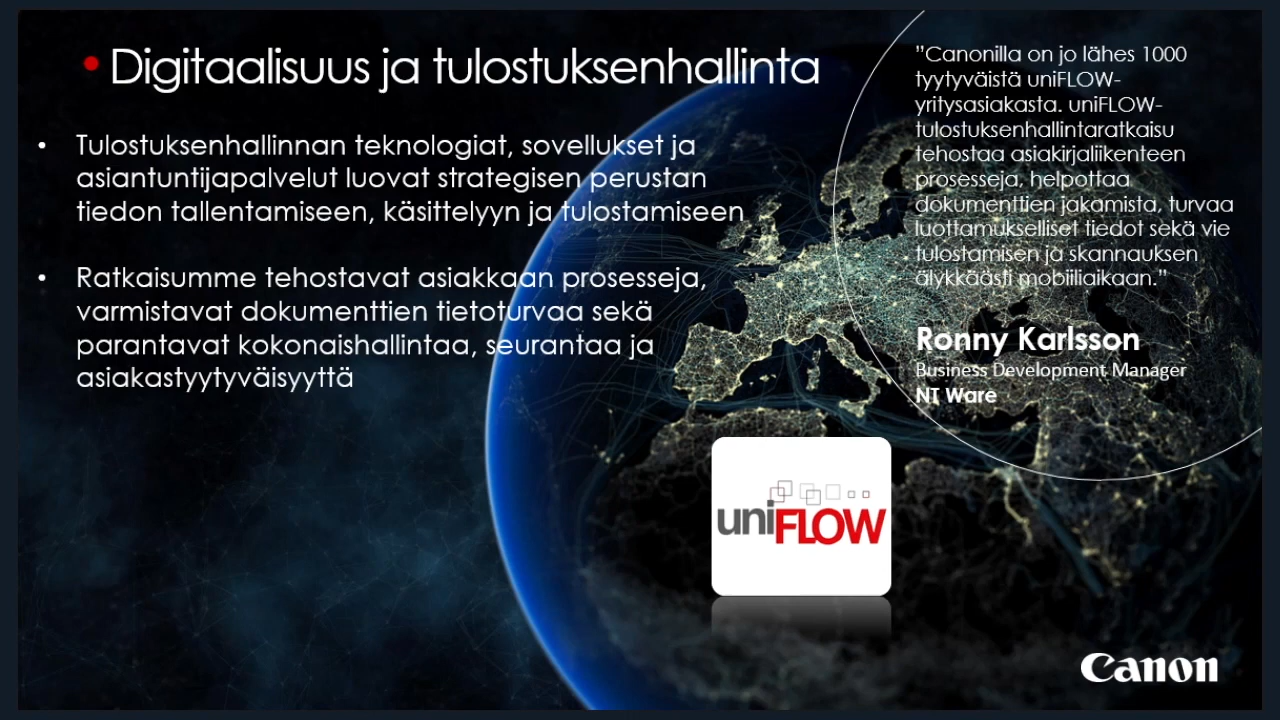 • Digitaalisuus ja tulostuksenhallinta
• Tulostuksenhallinnan teknologiat, sovellukset ja
asiantuntijapalvelut luovat strategisen perustan
tiedon tallentamiseen, käsittelyyn ja tulostamiseen
• Ratkaisumme tehostavat asiakkaan prosesseja,
varmistavat dokumenttien tietoturvaa sekä
parantavat kokonaishallintaa, seurantaa ja
asiakastyytyväisyyttä
”Canonilla on jo lähes 1000
tyytyväistä uniFLOW-
yritysasiakasta. uniFLOW-
tulostuksenhallintaratkaisu
tehostaa asiakirjaliikenteen
prosesseja, helpottaa
dokumenttien jakamista, turvaa
luottamukselliset tiedot sekä vie
tulostamisen ja skannauksen
älykkäästi mobiiliaikaan.”
Ronny Karlsson
Business Development Manager
NT Ware
uniFLOW
Canon